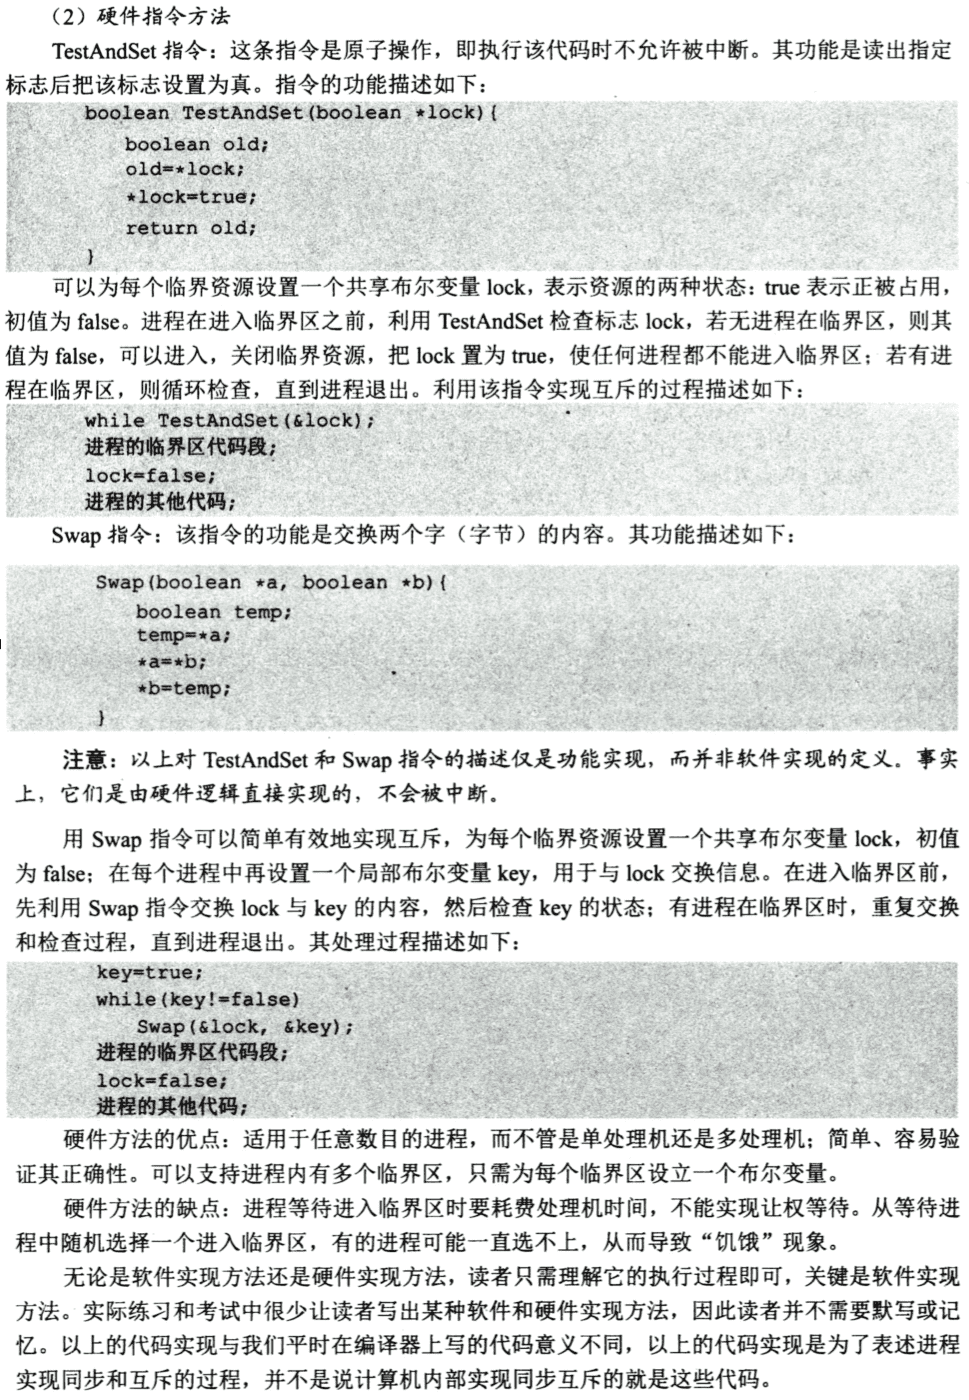 （2）硬件指令方法
TestAndSet 指令：这条指令是原子操作，即执行该代码时不允许被中断。其功能是读出指定
标志后把该标志设置为真。指令的功能描述如下：
boolean TestAndSet(boolean *lock){
boolean old;
old=*lock;
*lock=true;
return old;
}
可以为每个临界资源设置一个共享布尔变量 lock，表示资源的两种状态：true 表示正被占用，
初值为 false。进程在进入临界区之前，利用 TestAndSet 检查标志 lock，若无进程在临界区，则其
值为 false，可以进入，关闭临界资源，把 lock 置为 true，使任何进程都不能进入临界区；若有进
程在临界区，则循环检查，直到进程退出。利用该指令实现互斥的过程描述如下：
while TestAndSet(&lock);
进程的临界区代码段;
lock=false;
进程的其他代码;
Swap 指令：该指令的功能是交换两个字（字节）的内容。其功能描述如下：
Swap(boolean *a, boolean *b){
boolean temp;
temp=*a;
*a=*b;
*b=temp;
}
注意：以上对 TestAndSet 和 Swap 指令的描述仅是功能实现，而并非软件实现的定义。事实
上，它们是由硬件逻辑直接实现的，不会被中断。
用 Swap 指令可以简单有效地实现互斥，为每个临界资源设置一个共享布尔变量 lock，初值
为 false；在每个进程中再设置一个局部布尔变量 key，用于与 lock 交换信息。在进入临界区前，
先利用 Swap 指令交换 lock 与 key 的内容，然后检查 key 的状态；有进程在临界区时，重复交换
和检查过程，直到进程退出。其处理过程描述如下：
key=true;
while(key!=false)
Swap(&lock, &key);
进程的临界区代码段;
lock=false;
进程的其他代码;
硬件方法的优点：适用于任意数目的进程，而不管是单处理机还是多处理机；简单、容易验
证其正确性。可以支持进程内有多个临界区，只需为每个临界区设立一个布尔变量。
硬件方法的缺点：进程等待进入临界区时要耗费处理机时间，不能实现让权等待。从等待进
程中随机选择一个进入临界区，有的进程可能一直选不上，从而导致“饥饿”现象。
无论是软件实现方法还是硬件实现方法，读者只需理解它的执行过程即可，关键是软件实现
方法。实际练习和考试中很少让读者写出某种软件和硬件实现方法，因此读者并不需要默写或记
忆。以上的代码实现与我们平时在编译器上写的代码意义不同，以上的代码实现是为了表述进程
实现同步和互斥的过程，并不是说计算机内部实现同步互斥的就是这些代码。